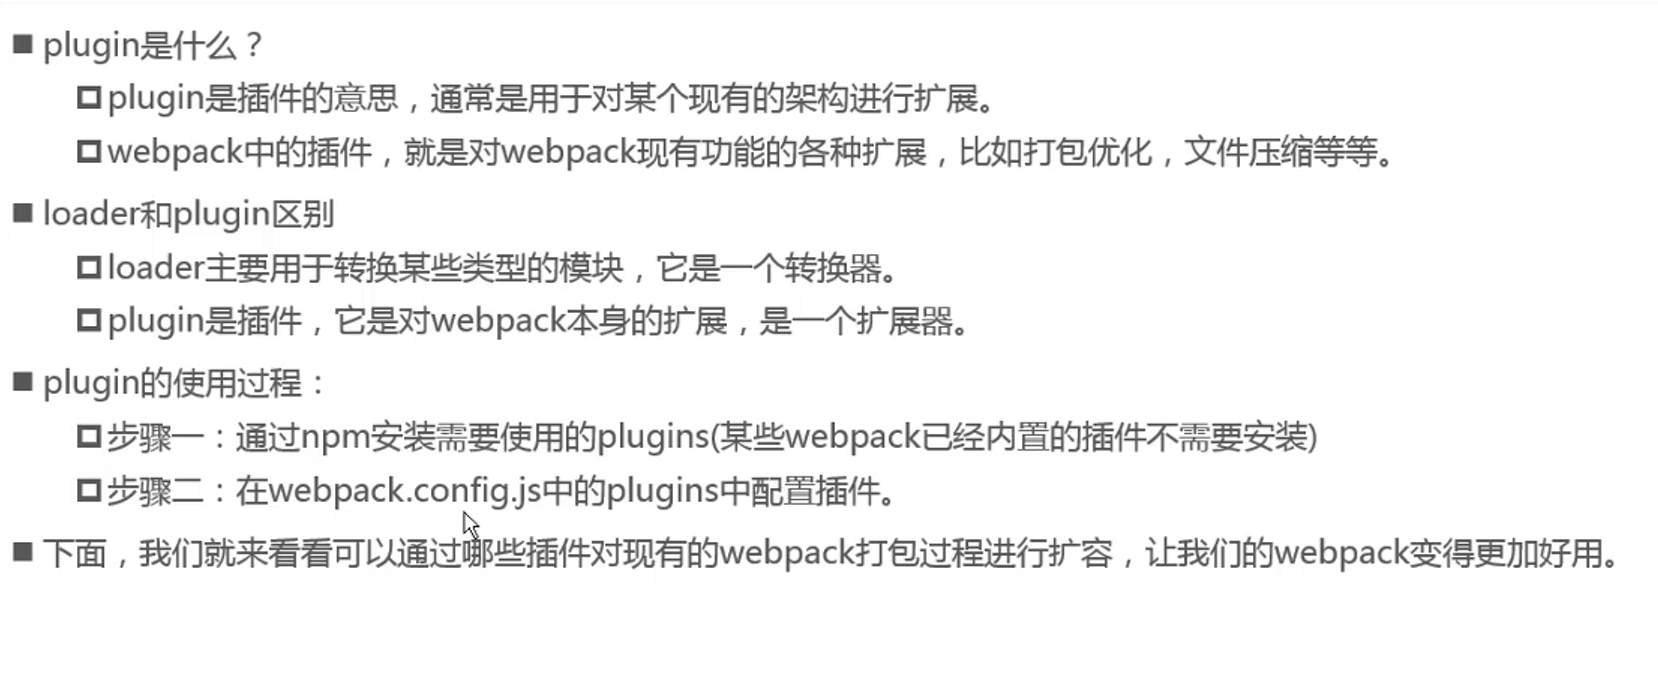 ■ plugin是什么？
□ plugin是插件的意思，通常是用于对某个现有的架构进行扩展。
□ webpack中的插件，就是对webpack现有功能的各种扩展，比如打包优化，文件压缩等等。
■ loader和plugin区别
□ loader主要用于转换某些类型的模块，它是一个转换器。
□ plugin是插件，它是对webpack本身的扩展，是一个扩展器。
■ plugin的使用过程：
□ 步骤一：通过npm安装需要使用的plugins(某些webpack已经内置的插件不需要安装)
□ 步骤二：在webpack.config.js中的plugins中配置插件。
■ 下面，我们就来看看可以通过哪些插件对现有的webpack打包过程进行扩容，让我们的webpack变得更加好用。